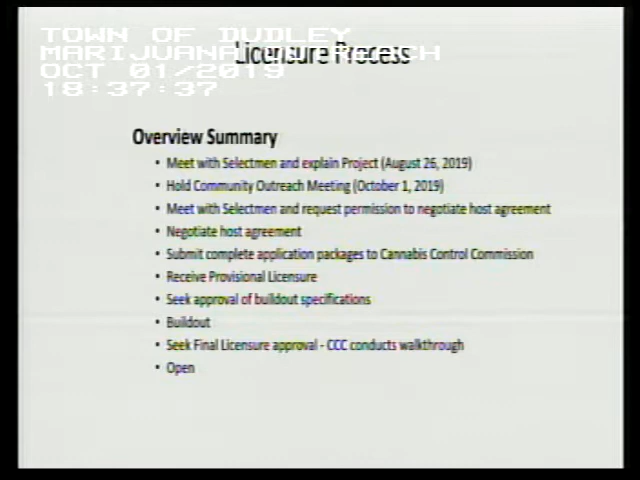 TOWN OF DUDLEY
MARIJUANA
OCT 01/2019
18:37:37
Licensure Process
Overview Summary
• Meet with Selectmen and explain Project (August 26, 2019)
• Hold Community Outreach Meeting (October 1, 2019)
• Meet with Selectmen and request permission to negotiate host agreement
• Negotiate host agreement
• Submit complete application packages to Cannabis Control Commission
• Receive Provisional Licensure
• Seek approval of buildout specifications
• Buildout
• Seek Final Licensure approval - CCC conducts walkthrough
• Open